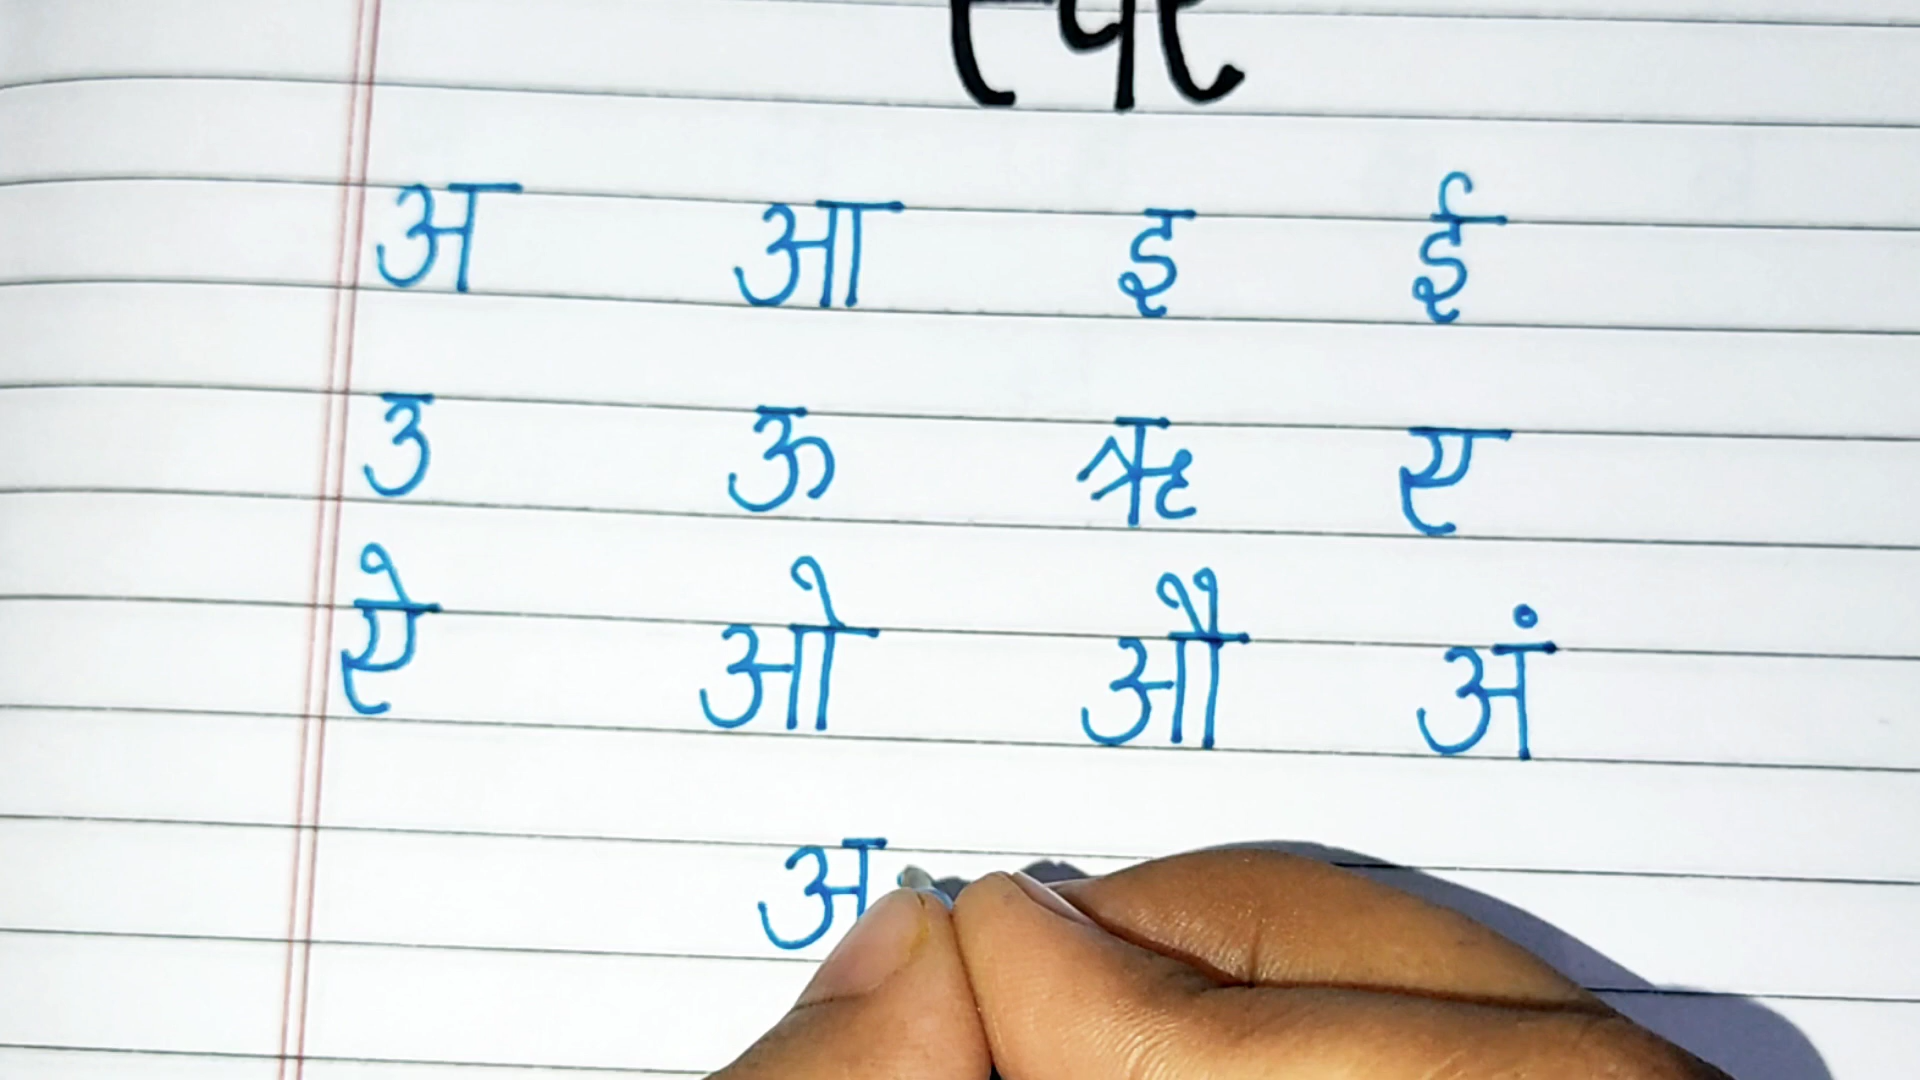 स्वर
अ आ इ ई
उ ऊ ऋ ए
ऐ ओ औ अं
अ